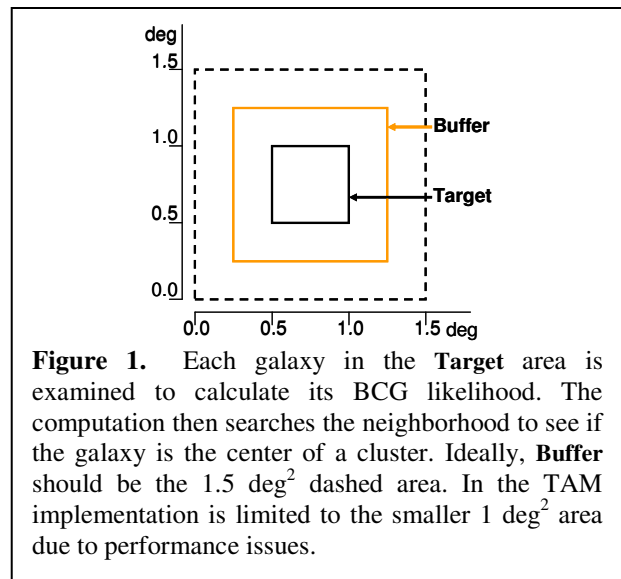 deg
1.5
Buffer
1.0
Target
0.5
0.0
0.0 0.5 1.0 1.5 deg
Figure 1. Each galaxy in the Target area is
examined to calculate its BCG likelihood. The
computation then searches the neighborhood to see if
the galaxy is the center of a cluster. Ideally, Buffer
should be the 1.5 deg² dashed area. In the TAM
implementation is limited to the smaller 1 deg² area
due to performance issues.